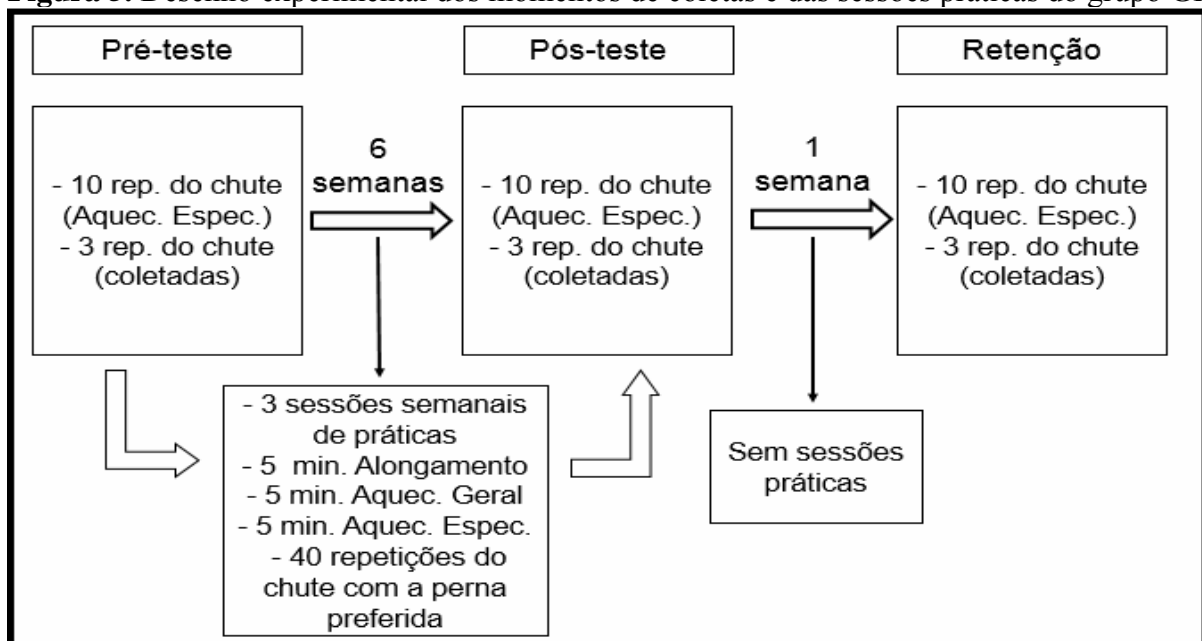 Desenho experimental dos momentos de coletas e das sessões práticas do grupo
Pré-teste
Pós-teste
Retenção
- 10 rep. do chute
(Aquec. Espec.)
- 3 rep. do chute
(coletadas)
6
semanas
- 10 rep. do chute
(Aquec. Espec.)
- 3 rep. do chute
(coletadas)
1
semana
- 10 rep. do chute
(Aquec. Espec.)
- 3 rep. do chute
(coletadas)
- 3 sessões semanais
de práticas
- 5 min. Alongamento
- 5 min. Aquec. Geral
- 5 min. Aquec. Espec.
- 40 repetições do
chute com a perna
preferida
Sem sessões
práticas